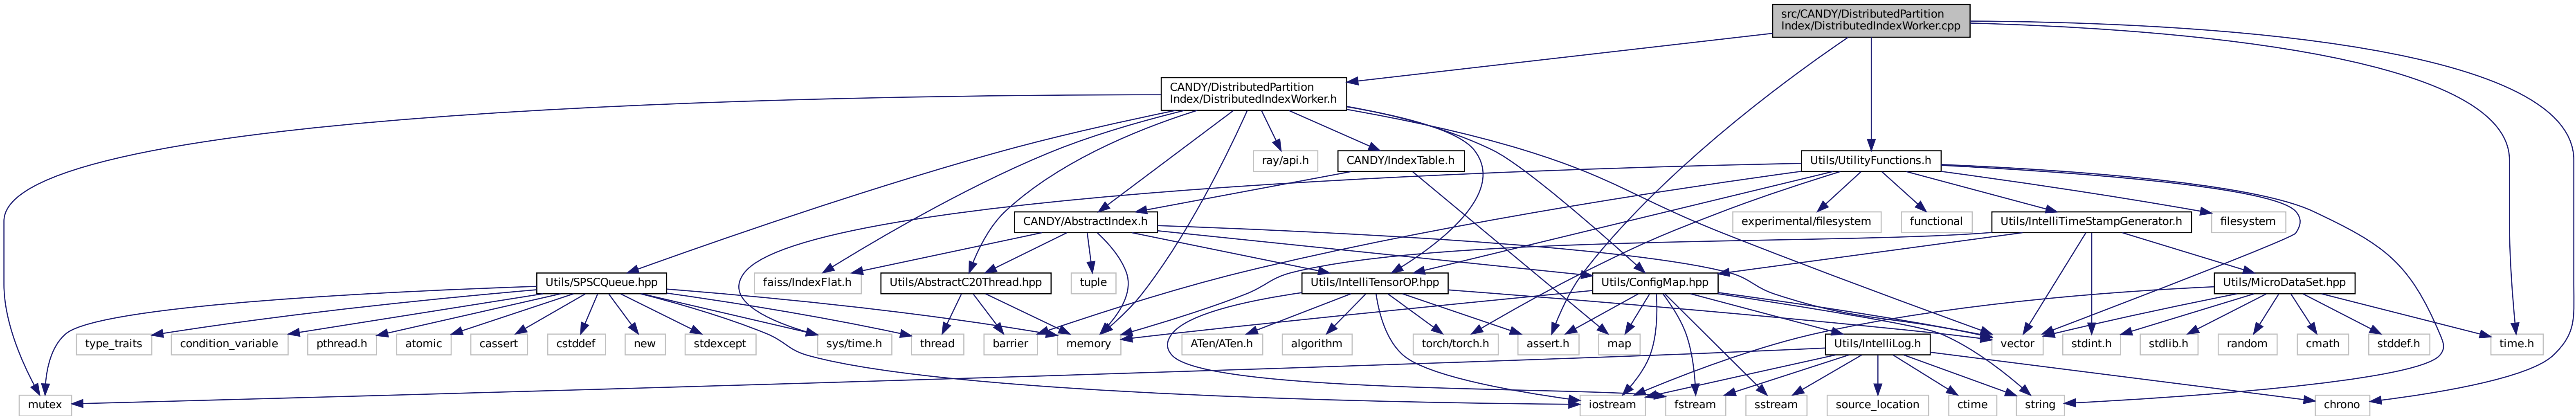 src/CANDY/DistributedPartition
Index/DistributedIndexWorker.cpp
CANDY/DistributedPartition
Index/DistributedIndexWorker.h
ray/api.h
CANDY/IndexTable.h
Utils/UtilityFunctions.h
CANDY/AbstractIndex.h
experimental/filesystem
functional
Utils/IntelliTimeStampGenerator.h
filesystem
Utils/SPSCQueue.hpp
faiss/IndexFlat.h
Utils/AbstractC20Thread.hpp
tuple
Utils/IntelliTensorOP.hpp
Utils/ConfigMap.hpp
Utils/MicroDataSet.hpp
type_traits
condition_variable
pthread.h
atomic
cassert
cstddef
new
stdexcept
sys/time.h
thread
barrier
memory
ATen/ATen.h
algorithm
torch/torch.h
assert.h
map
Utils/IntelliLog.h
vector
stdint.h
stdlib.h
random
cmath
stddef.h
time.h
mutex
iostream
fstream
sstream
source_location
ctime
string
chrono